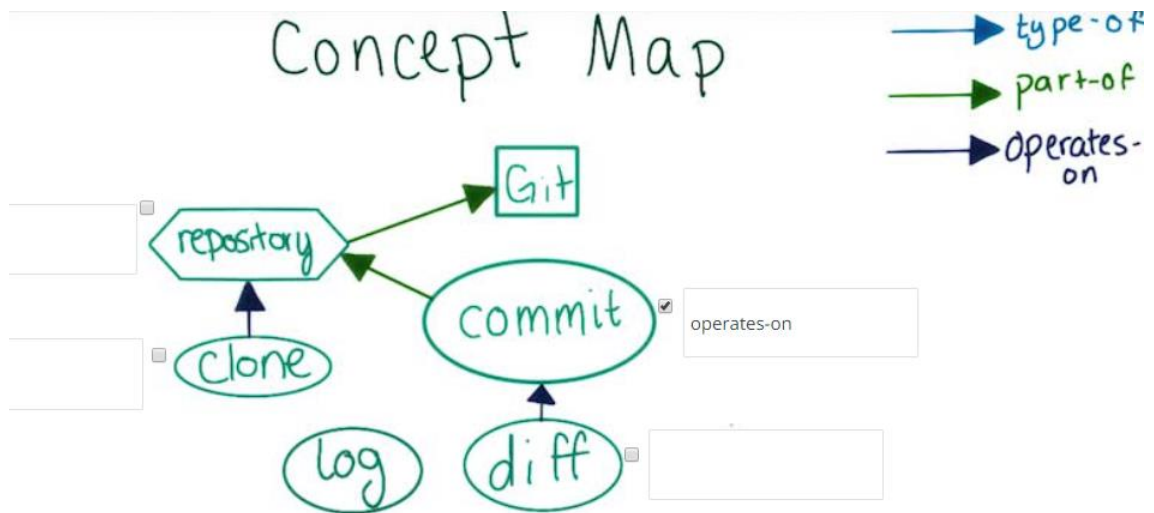 Concept Map
type-of
part-of
operates-
on
Git
repository
commit
operates-on
clone
log
diff